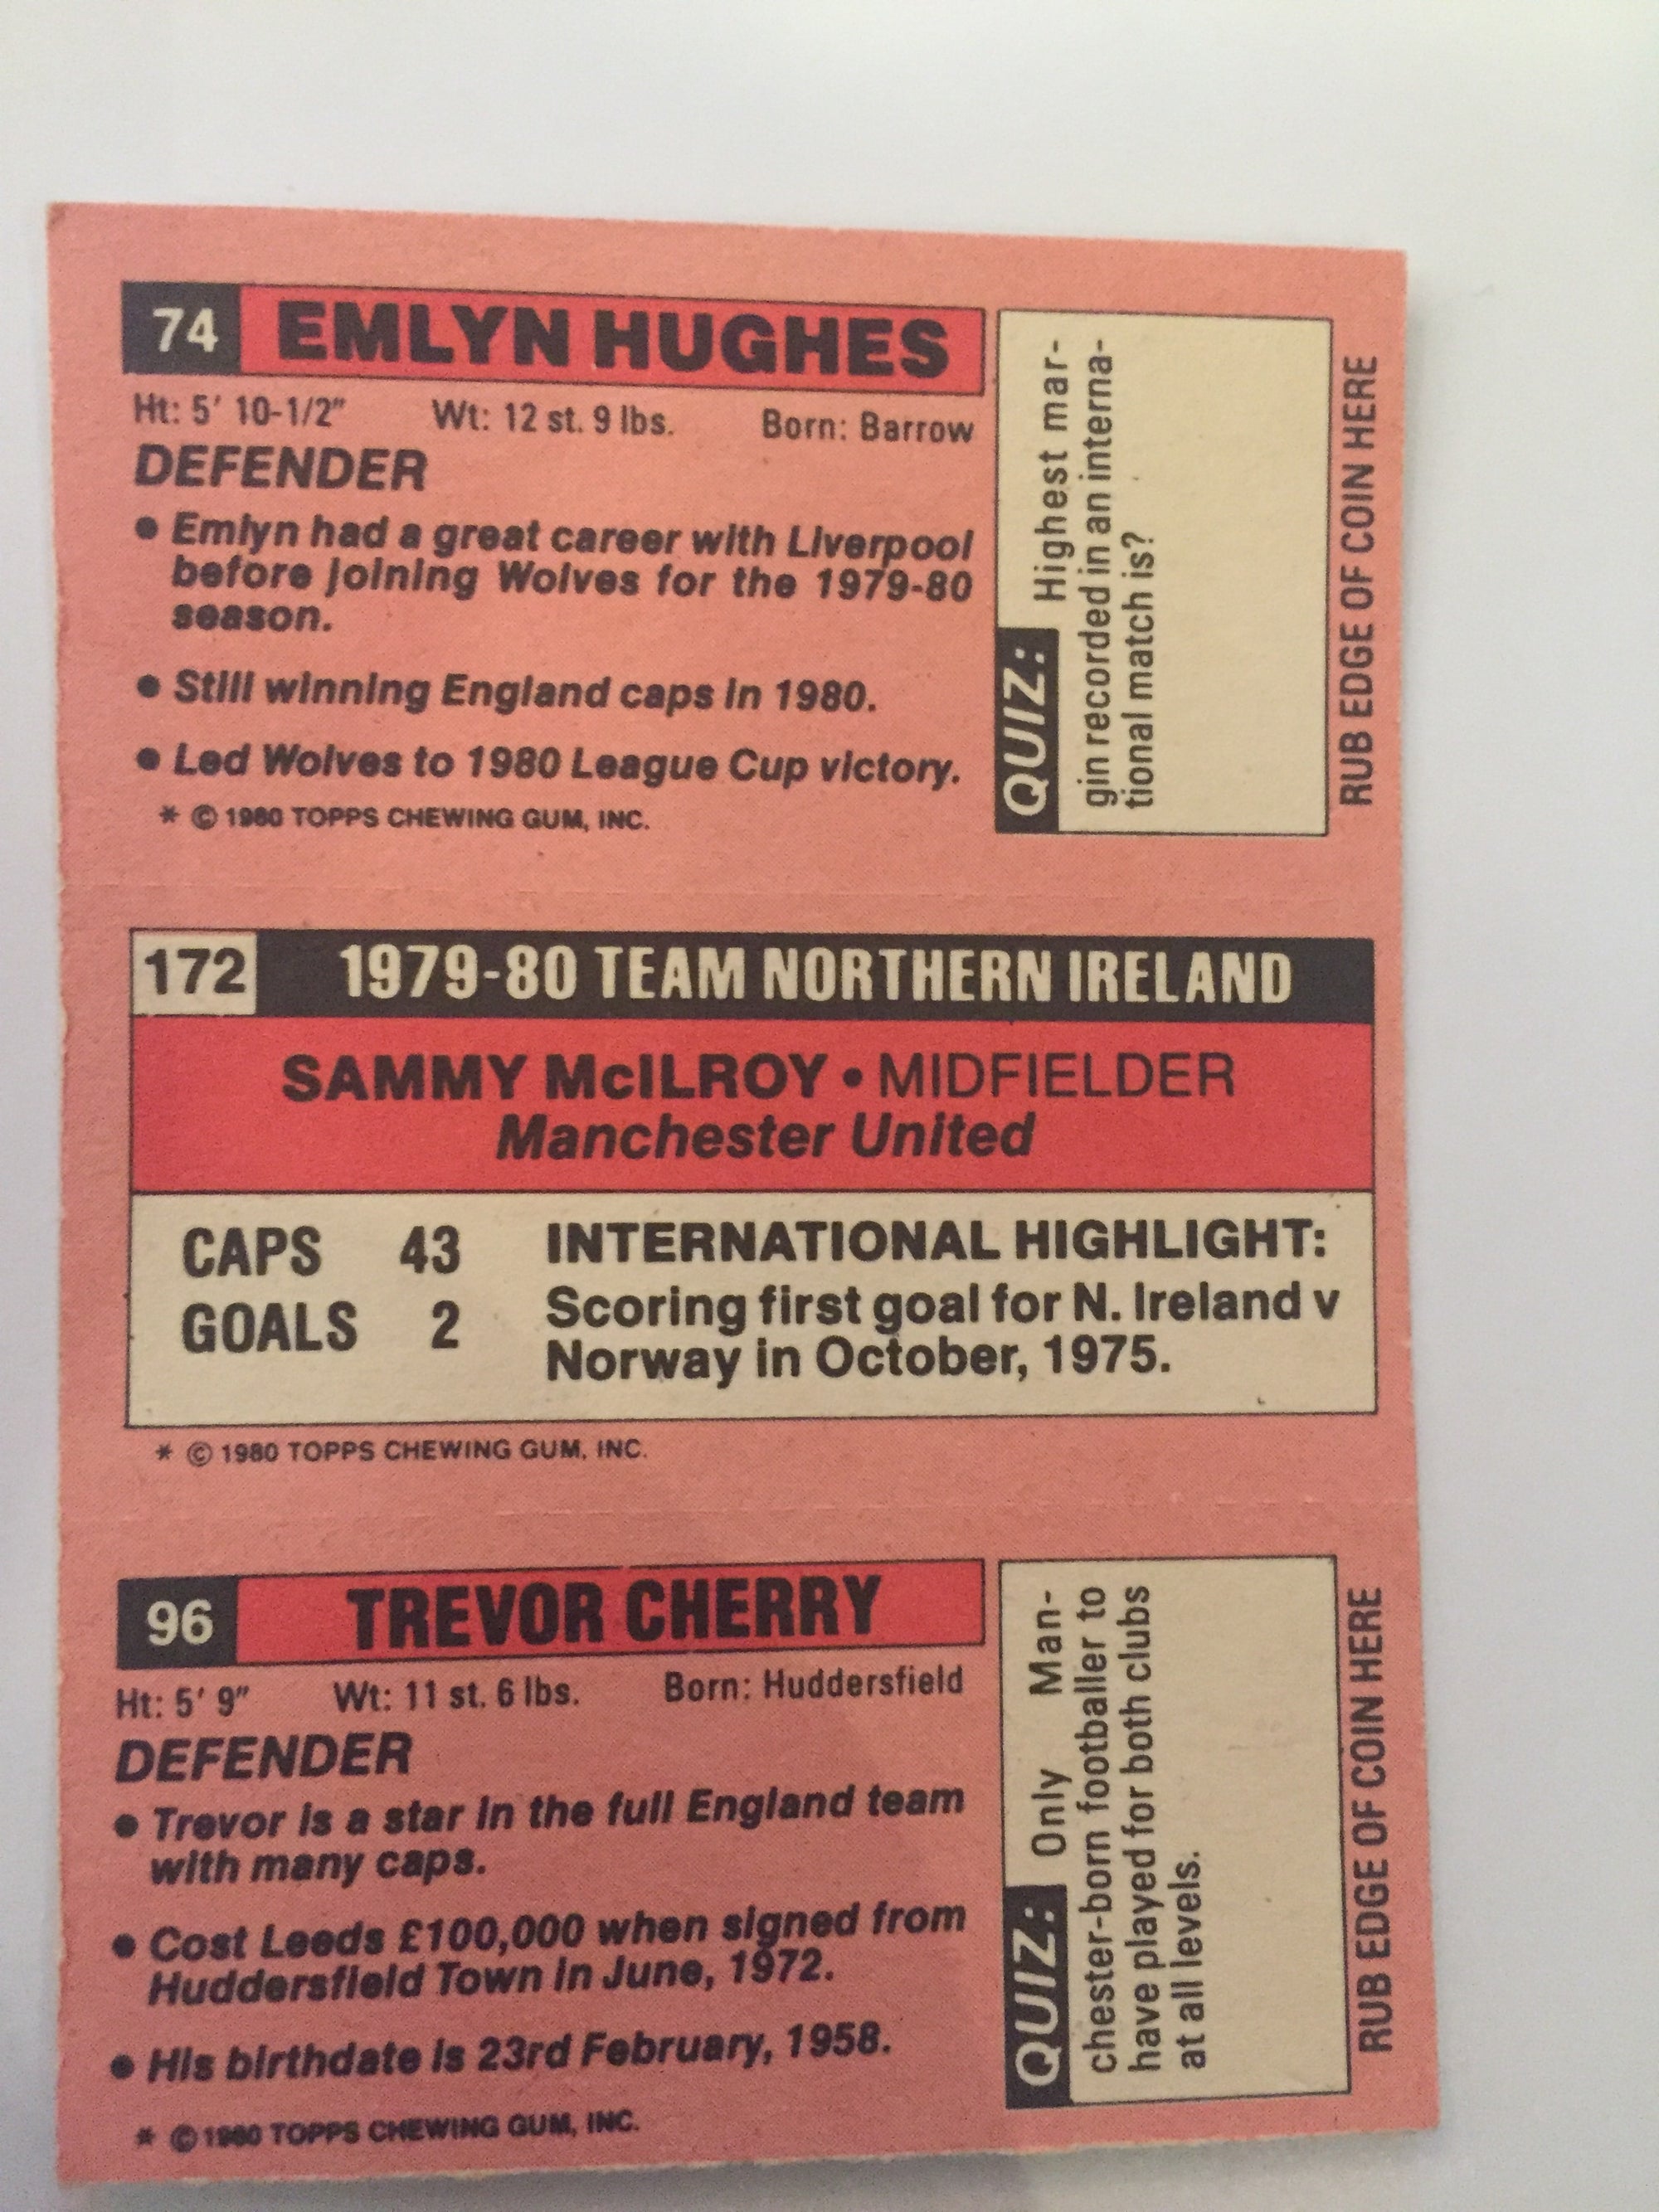 74 EMLYN HUGHES
Ht: 5' 10-1/2" Wt: 12 st. 9 lbs. Born: Barrow
DEFENDER
• Emlyn had a great career with Liverpool
before joining Wolves for the 1979-80
season.
• Still winning England caps in 1980.
• Led Wolves to 1980 League Cup victory.
* © 1980 TOPPS CHEWING GUM, INC.
QUIZ: Highest mar-
gin recorded in an interna-
tional match is?
RUB EDGE OF COIN HERE
172 1979-80 TEAM NORTHERN IRELAND
SAMMY McILROY • MIDFIELDER
Manchester United
CAPS 43
GOALS 2
INTERNATIONAL HIGHLIGHT:
Scoring first goal for N. Ireland v
Norway in October, 1975.
* © 1980 TOPPS CHEWING GUM, INC.
96 TREVOR CHERRY
Ht: 5' 9" Wt: 11 st. 6 lbs. Born: Huddersfield
DEFENDER
• Trevor is a star in the full England team
with many caps.
• Cost Leeds £100,000 when signed from
Huddersfield Town in June, 1972.
• His birthdate is 23rd February, 1958.
* © 1980 TOPPS CHEWING GUM, INC.
QUIZ: Only Man-
chester-born footballer to
have played for both clubs
at all levels.
RUB EDGE OF COIN HERE